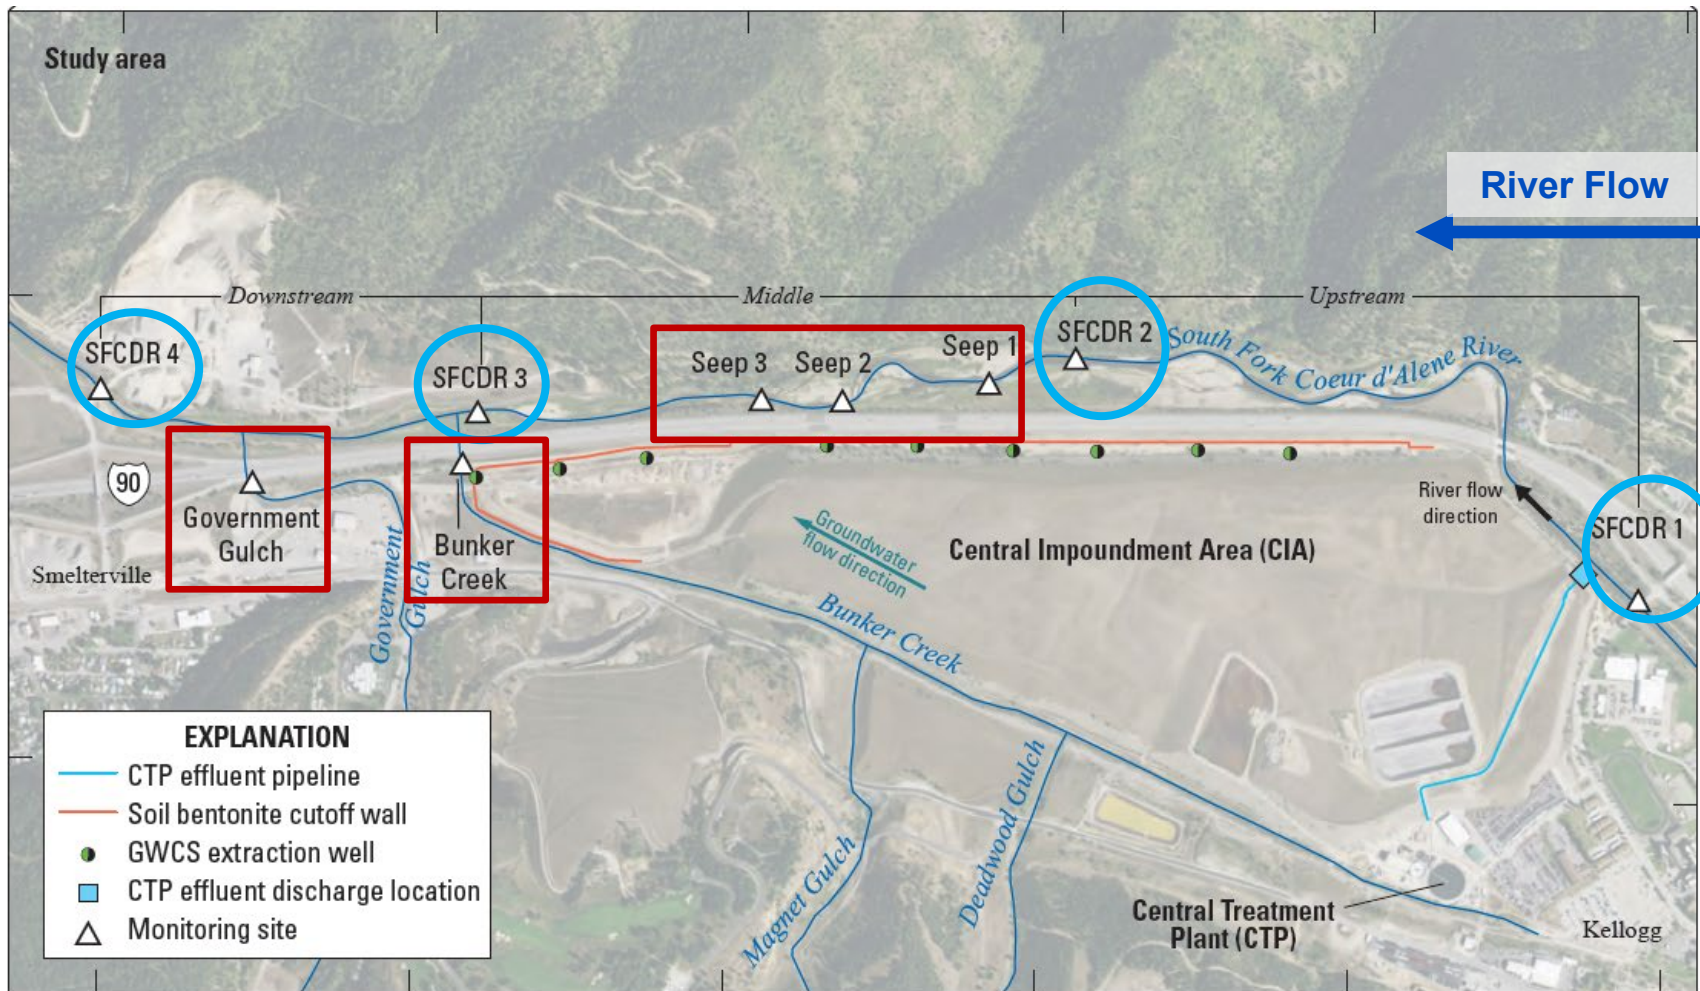 Study area
River Flow
Downstream
Middle
Upstream
SFCDR 4
SFCDR 3
Seep 3
Seep 2
Seep 1
SFCDR 2
South Fork Coeur d'Alene River
90
Government
Gulch
Smelterville
Bunker
Creek
Government
Gulch
Groundwater
flow direction
Central Impoundment Area (CIA)
River flow
direction
SFCDR 1
Bunker Creek
Magnet Gulch
Deadwood Gulch
Central Treatment
Plant (CTP)
Kellogg
EXPLANATION
CTP effluent pipeline
Soil bentonite cutoff wall
GWCS extraction well
CTP effluent discharge location
Monitoring site